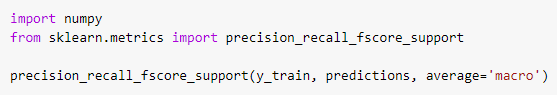 import numpy
from sklearn.metrics import precision_recall_fscore_support
precision_recall_fscore_support(y_train, predictions, average='macro')